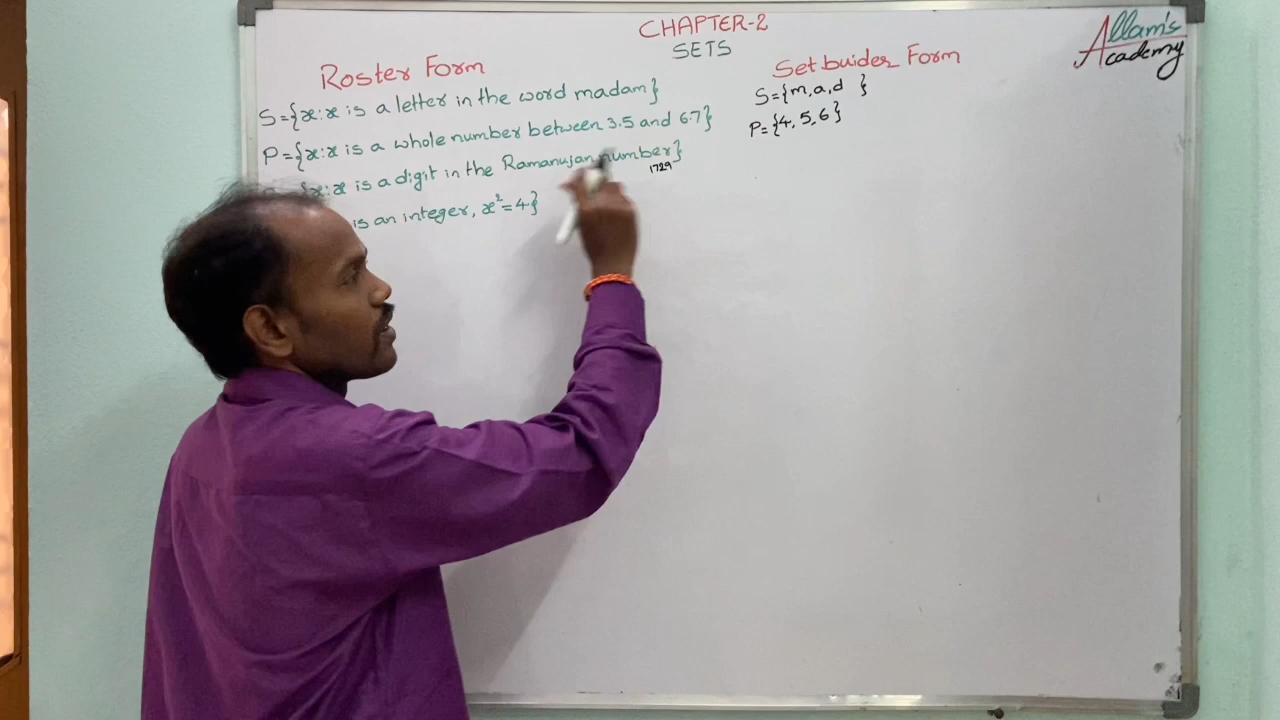 CHAPTER-2
SETS
Allam's
Academy
Roster Form
Set buider Form
S={x:x is a letter in the word madam}
S={m,a,d }
P={x:x is a whole number between 3.5 and 6.7}
P={4,5,6}
x:x is a digit in the Ramanujan number}
1729
is an integer, x²=4}